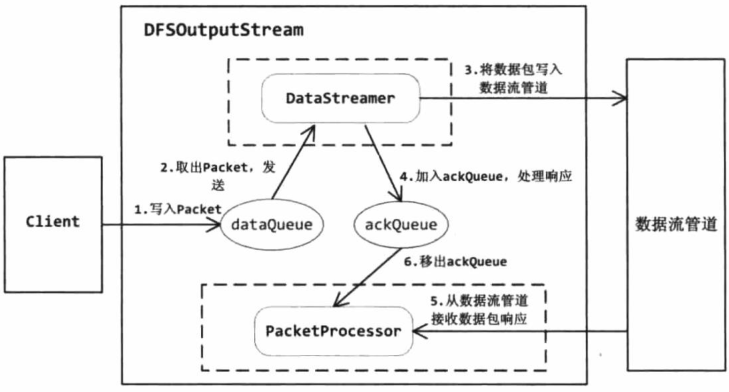 DFSOutputStream
DataStreamer
3.将数据包写入
数据流管道
2.取出Packet，发
送
4.加入ackQueue，处理响应
Client
1.写入Packet
dataQueue
ackQueue
数据流管道
6.移出ackQueue
PacketProcessor
5.从数据流管道
接收数据包响应